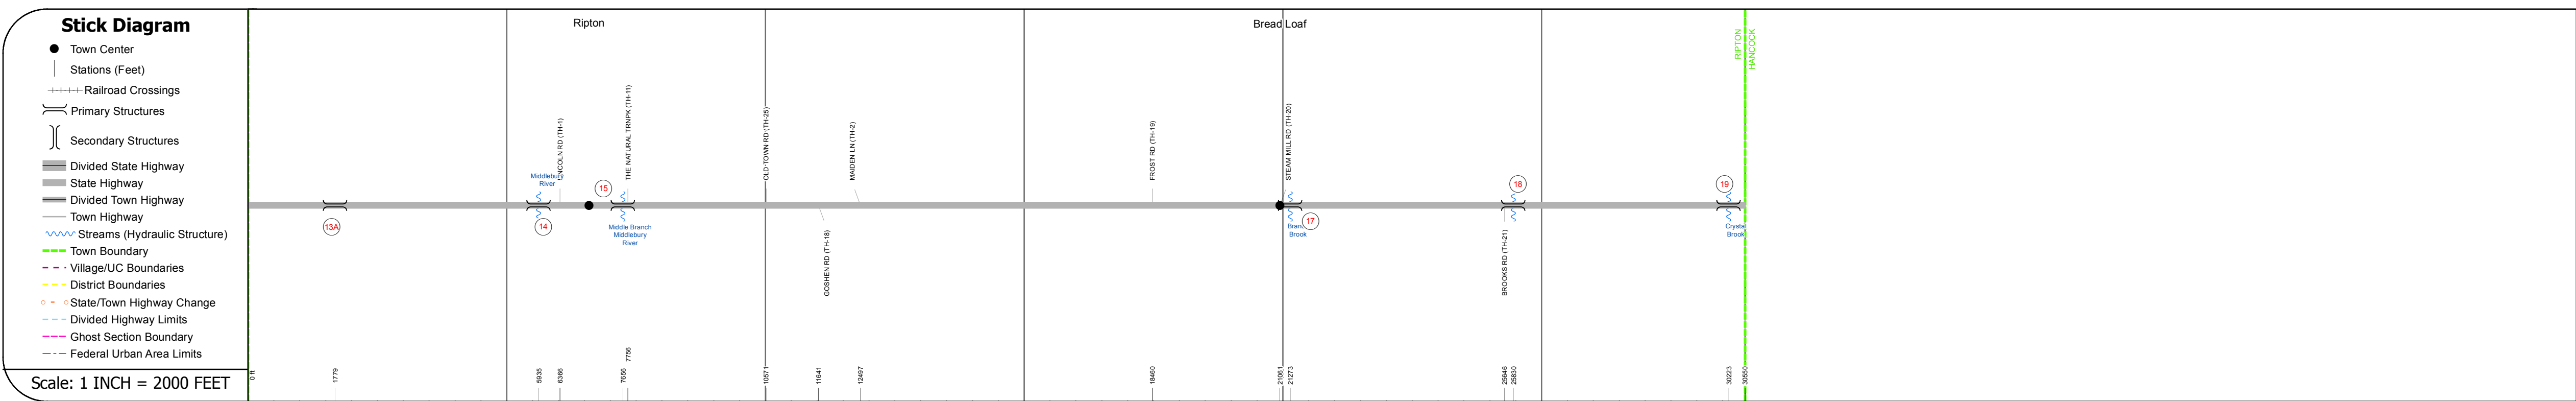 Stick Diagram
Town Center
Stations (Feet)
Railroad Crossings
Primary Structures
Secondary Structures
Divided State Highway
State Highway
Divided Town Highway
Town Highway
Streams (Hydraulic Structure)
Town Boundary
Village/UC Boundaries
District Boundaries
State/Town Highway Change
Divided Highway Limits
Ghost Section Boundary
Federal Urban Area Limits
Scale: 1 INCH = 2000 FEET
Ripton
Bread Loaf
RIPTON
HANCOCK
LINCOLN RD (TH-1)
THE NATURAL TRNPK (TH-11)
OLD TOWN RD (TH-25)
MAIDEN LN (TH-2)
FROST RD (TH-19)
STEAM MILL RD (TH-20)
Middlebury
River
15
18
19
13A
14
17
Middle Branch
Middlebury
River
GOSHEN RD (TH-18)
Brook
BROOKS RD (TH-21)
Crystal
Brook
0 ft
1779
5935
6366
7656
7756
10571
11641
12497
18460
21061
21273
25646
25830
30223
30550